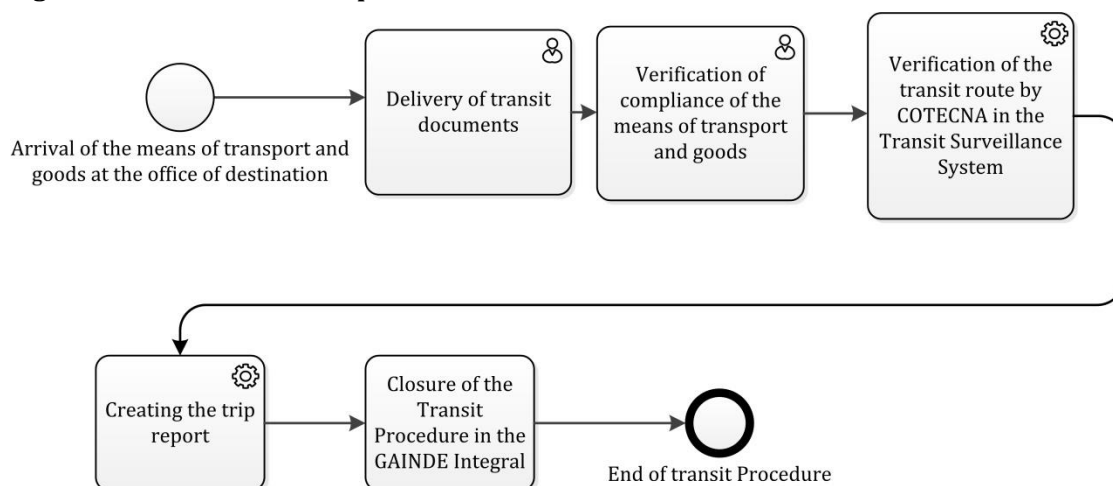 Arrival of the means of transport and
goods at the office of destination
Delivery of transit
documents
Verification of
compliance of the
means of transport
and goods
Verification of the
transit route by
COTECNA in the
Transit Surveillance
System
Creating the trip
report
Closure of the
Transit
Procedure in the
GAINDE Integral
End of transit Procedure